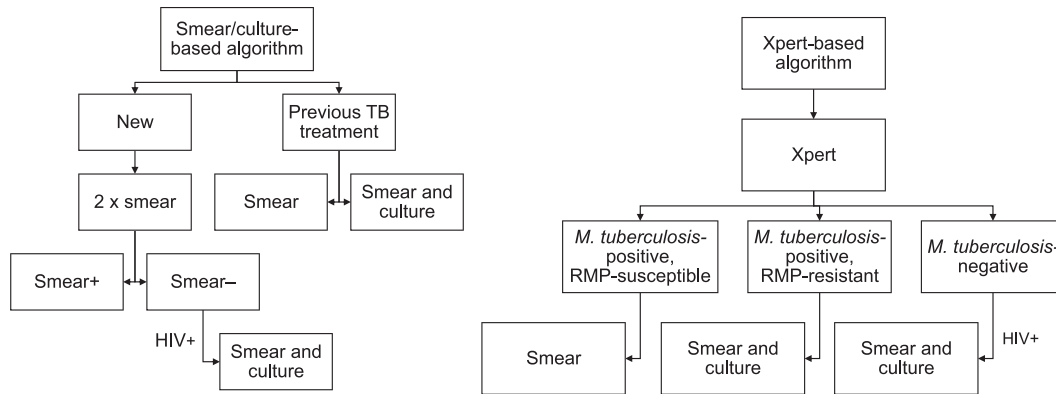 Smear/culture-
based algorithm
New
Previous TB
treatment
2 x smear
Smear
Smear and
culture
Smear+
Smear–
HIV+
Smear and
culture
Xpert-based
algorithm
Xpert
M. tuberculosis-
positive,
RMP-susceptible
M. tuberculosis-
positive,
RMP-resistant
M. tuberculosis-
negative
Smear
Smear and
culture
Smear and
culture
HIV+